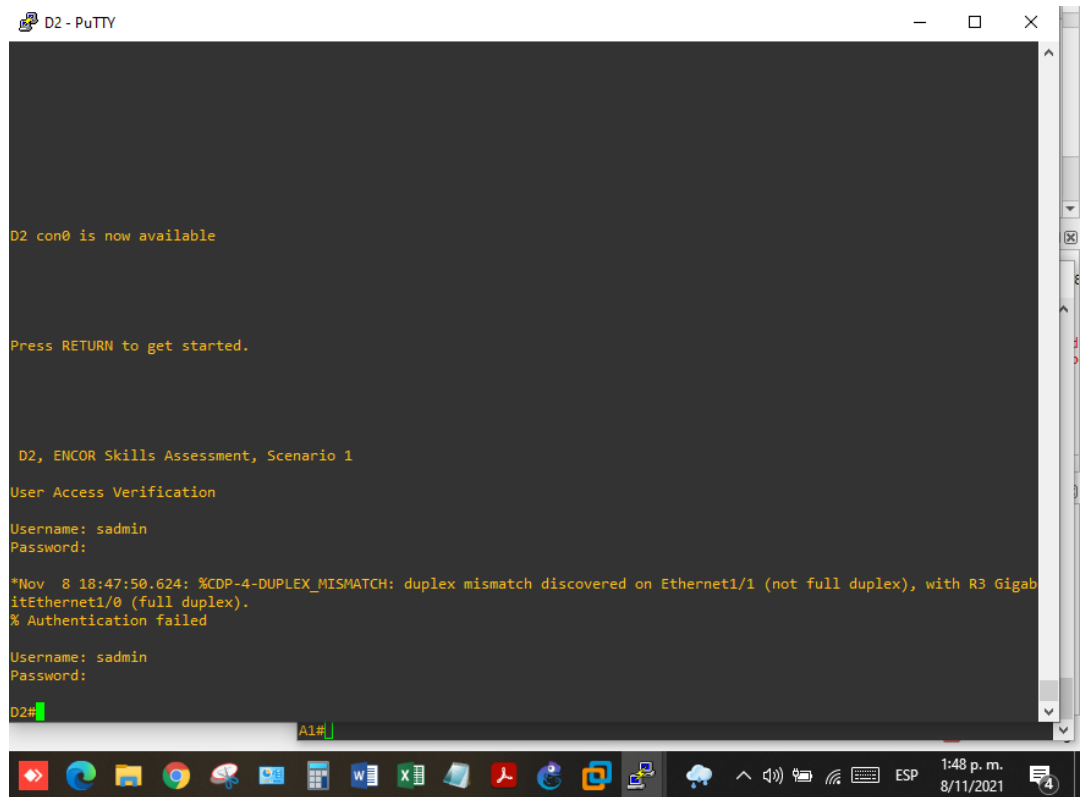 D2 - PuTTY
D2 con0 is now available
Press RETURN to get started.
D2, ENCOR Skills Assessment, Scenario 1
User Access Verification
Username: sadmin
Password:
*Nov  8 18:47:50.624: %CDP-4-DUPLEX_MISMATCH: duplex mismatch discovered on Ethernet1/1 (not full duplex), with R3 Gigab
itEthernet1/0 (full duplex).
% Authentication failed
Username: sadmin
Password:
D2#
A1#
ESP
1:48 p. m.
8/11/2021
4